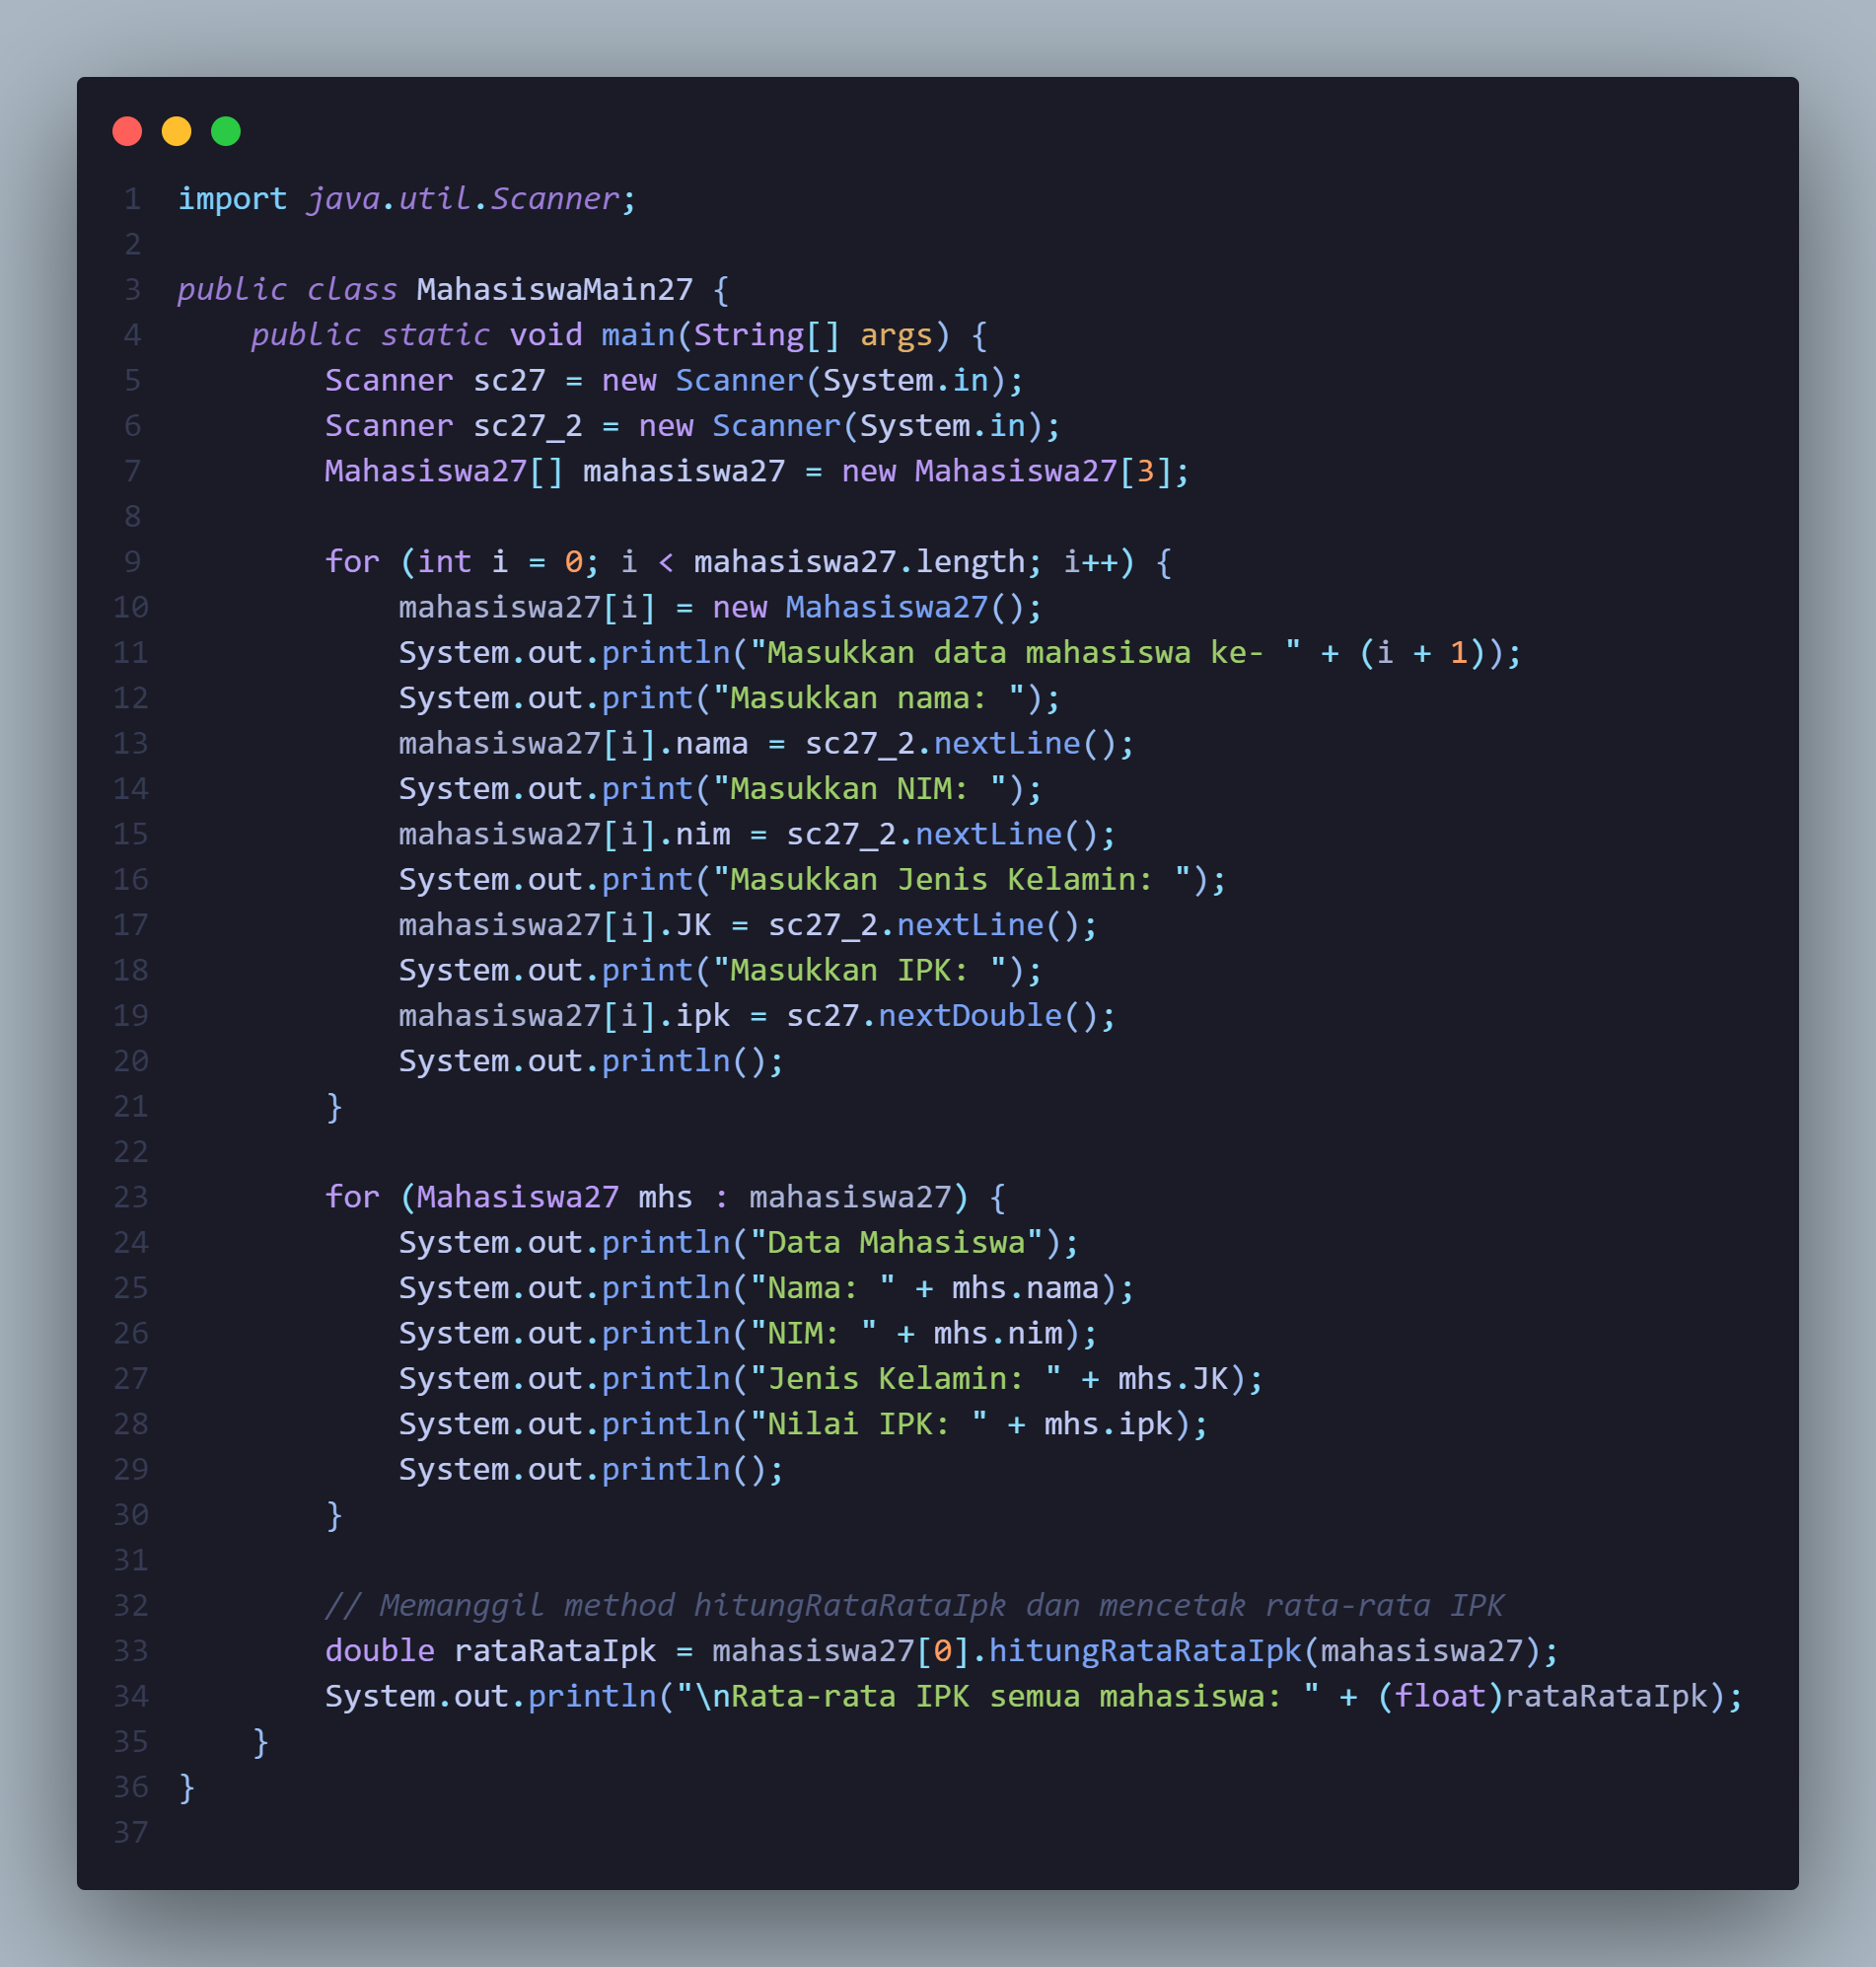 1 import java.util.Scanner;
2
3 public class MahasiswaMain27 {
4     public static void main(String[] args) {
5         Scanner sc27 = new Scanner(System.in);
6         Scanner sc27_2 = new Scanner(System.in);
7         Mahasiswa27[] mahasiswa27 = new Mahasiswa27[3];
8
9         for (int i = 0; i < mahasiswa27.length; i++) {
10             mahasiswa27[i] = new Mahasiswa27();
11             System.out.println("Masukkan data mahasiswa ke- " + (i + 1));
12             System.out.print("Masukkan nama: ");
13             mahasiswa27[i].nama = sc27_2.nextLine();
14             System.out.print("Masukkan NIM: ");
15             mahasiswa27[i].nim = sc27_2.nextLine();
16             System.out.print("Masukkan Jenis Kelamin: ");
17             mahasiswa27[i].JK = sc27_2.nextLine();
18             System.out.print("Masukkan IPK: ");
19             mahasiswa27[i].ipk = sc27.nextDouble();
20             System.out.println();
21         }
22
23         for (Mahasiswa27 mhs : mahasiswa27) {
24             System.out.println("Data Mahasiswa");
25             System.out.println("Nama: " + mhs.nama);
26             System.out.println("NIM: " + mhs.nim);
27             System.out.println("Jenis Kelamin: " + mhs.JK);
28             System.out.println("Nilai IPK: " + mhs.ipk);
29             System.out.println();
30         }
31
32         // Memanggil method hitungRataRataIpk dan mencetak rata-rata IPK
33         double rataRataIpk = mahasiswa27[0].hitungRataRataIpk(mahasiswa27);
34         System.out.println("\nRata-rata IPK semua mahasiswa: " + (float)rataRataIpk);
35     }
36 }
37